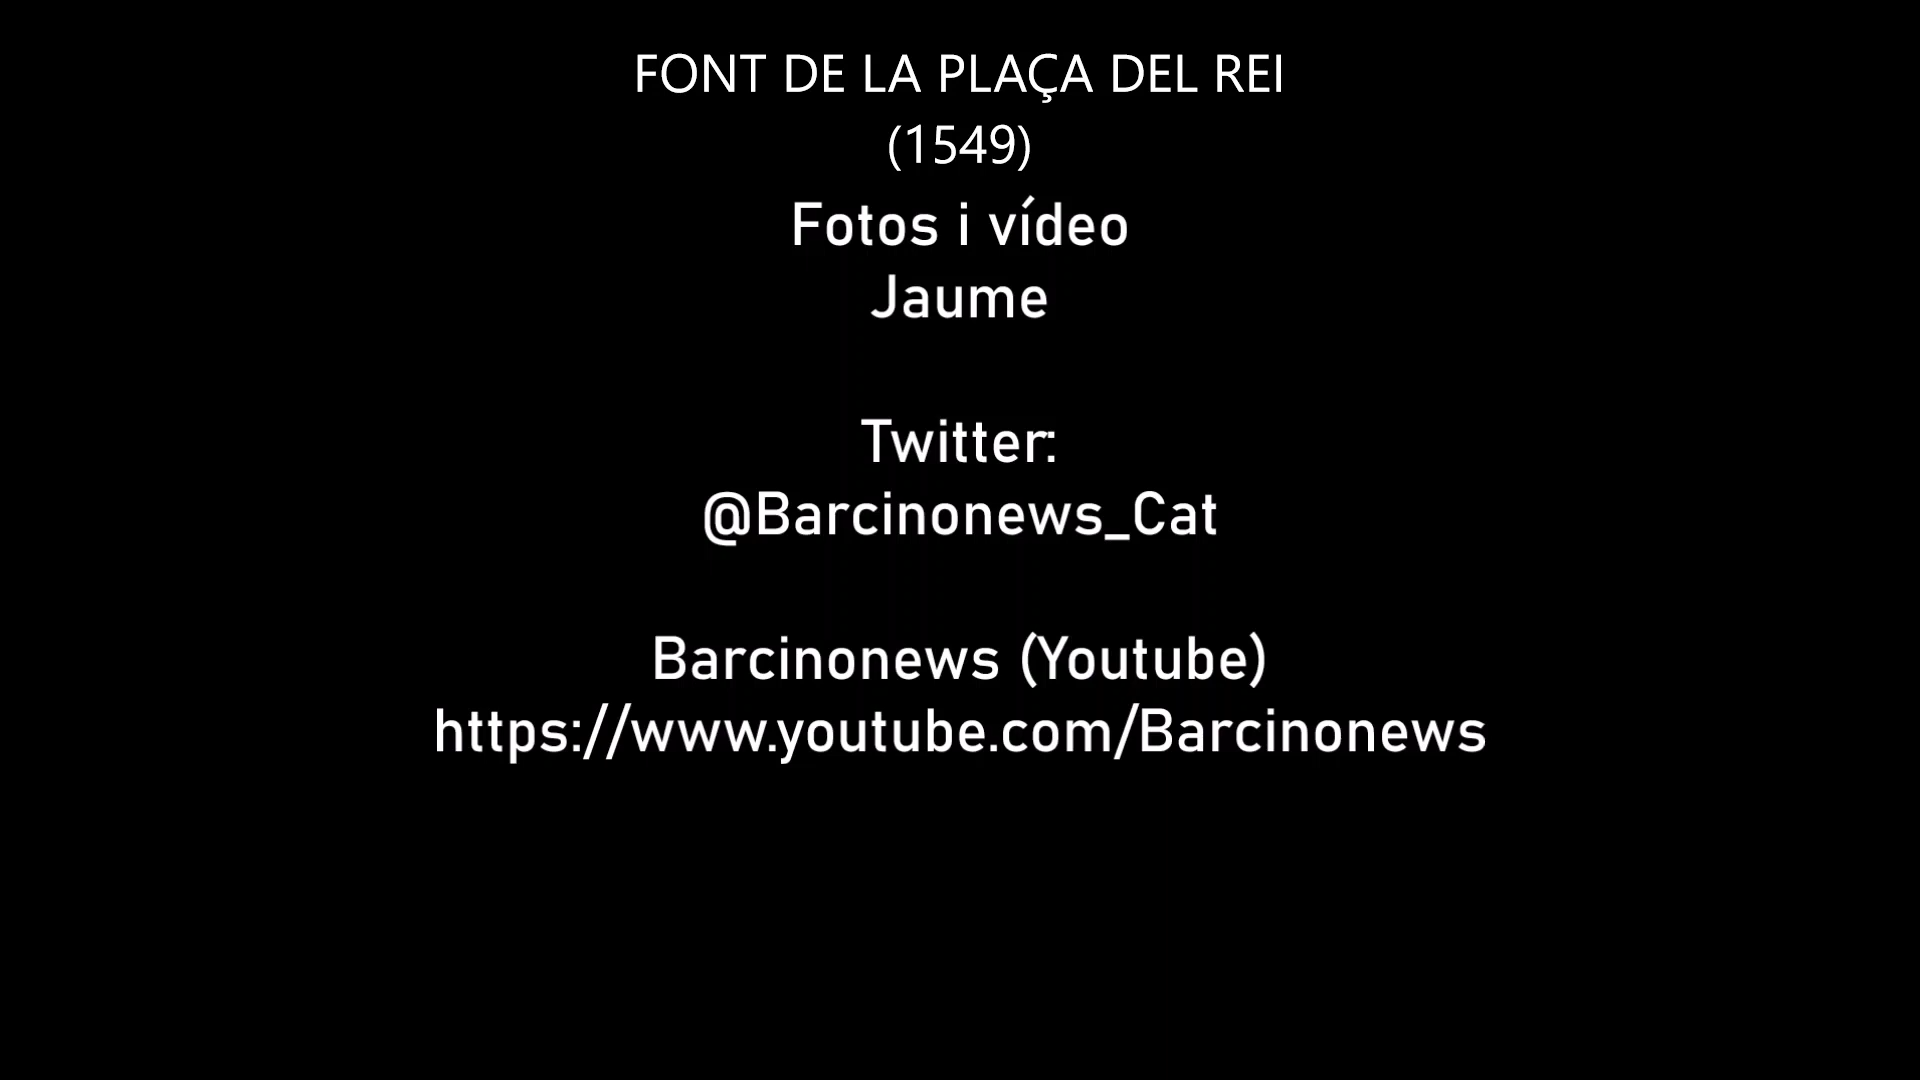 FONT DE LA PLAÇA DEL REI
(1549)
Fotos i vídeo
Jaume
Twitter:
@Barcinonews_Cat
Barcinonews (Youtube)
https://www.youtube.com/Barcinonews